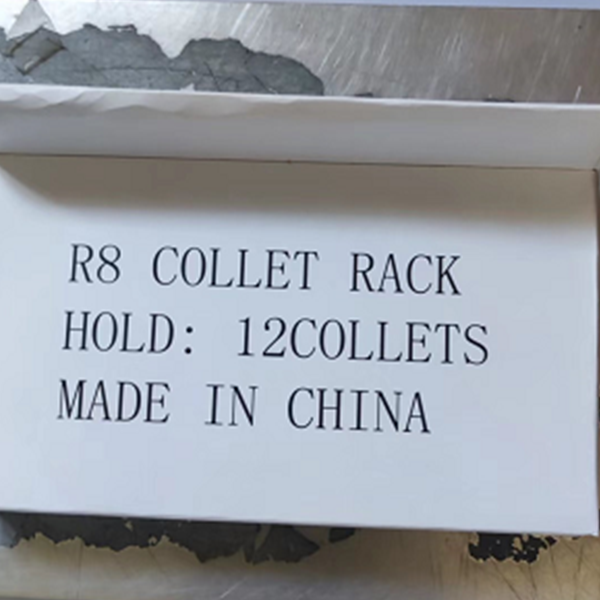 R8 COLLET RACK
HOLD: 12COLLETS
MADE IN CHINA